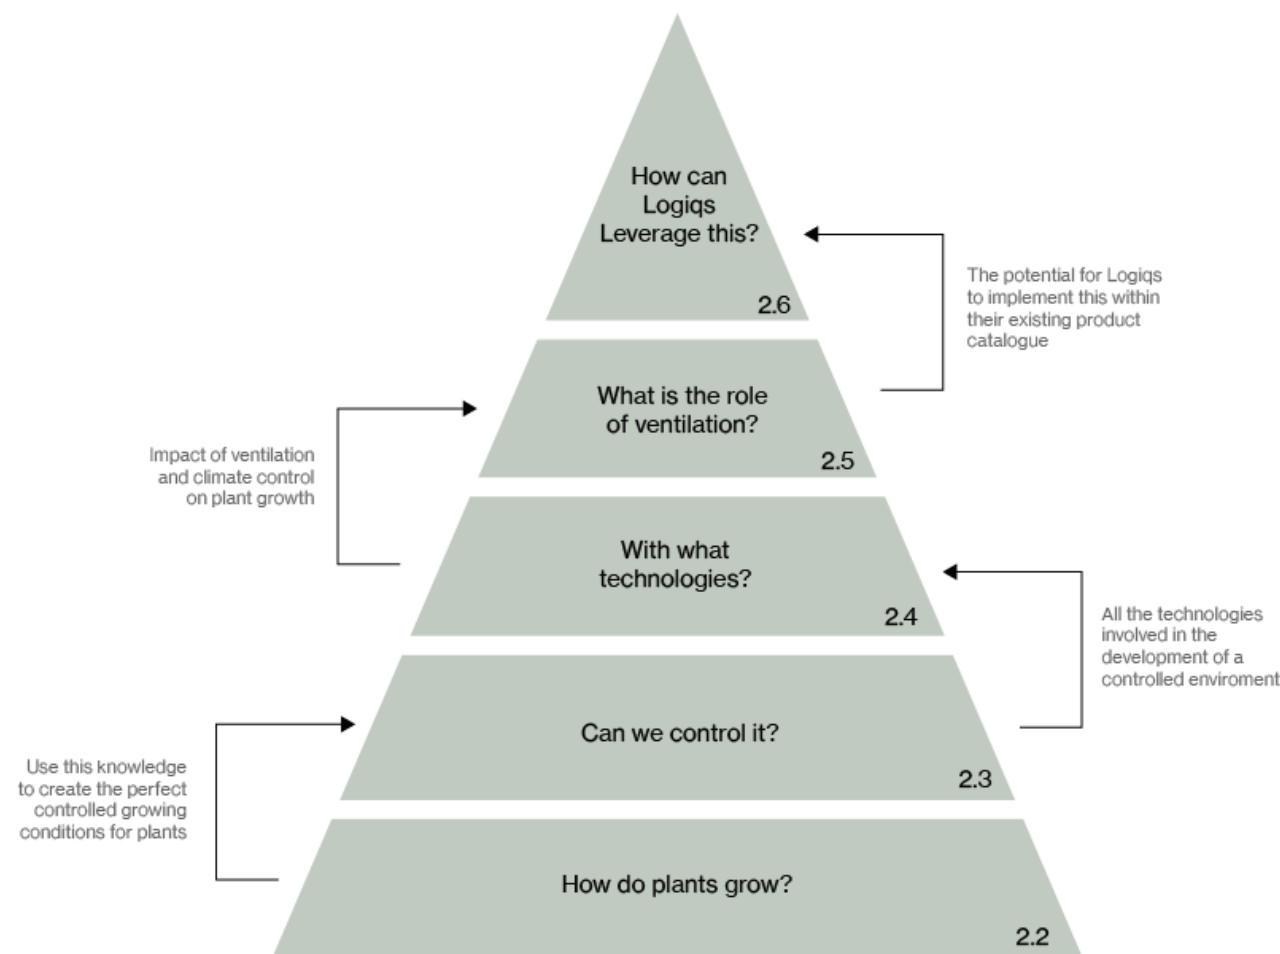 How can
Logiqs
Leverage this?
2.6
The potential for Logiqs
to implement this within
their existing product
catalogue
What is the role
of ventilation?
2.5
Impact of ventilation
and climate control
on plant growth
With what
technologies?
2.4
All the technologies
involved in the
development of a
controlled enviroment
Can we control it?
2.3
Use this knowledge
to create the perfect
controlled growing
conditions for plants
How do plants grow?
2.2